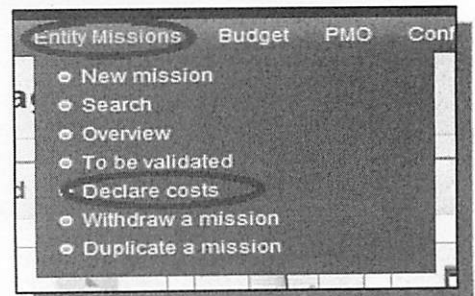 Entity Missions Budget PMO Conf
New mission
Search
Overview
To be validated
Declare costs
Withdraw a mission
Duplicate a mission